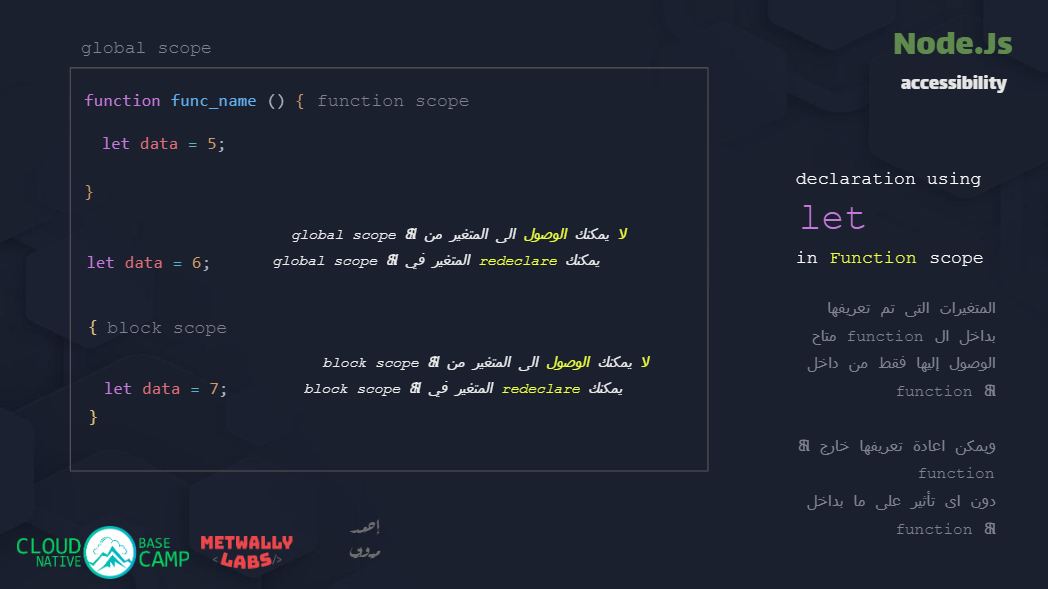 Node.Js
accessibility
global scope
function func_name () { function scope
let data = 5;
}
لا يمكنك الوصول الى المتغير من ال global scope
let data = 6;
يمكنك redeclare المتغير في ال global scope
{ block scope
لا يمكنك الوصول الى المتغير من ال block scope
let data = 7;
يمكنك redeclare المتغير في ال block scope
}
declaration using
let
in Function scope
المتغيرات التى تم تعريفها
بداخل ال function متاح
الوصول إليها فقط من داخل
ال function
ويمكن اعادة تعريفها خارج ال
function
دون اى تأثير على ما بداخل
ال function
CLOUD NATIVE BASE CAMP
METWALLY
<LABS/>
احمد